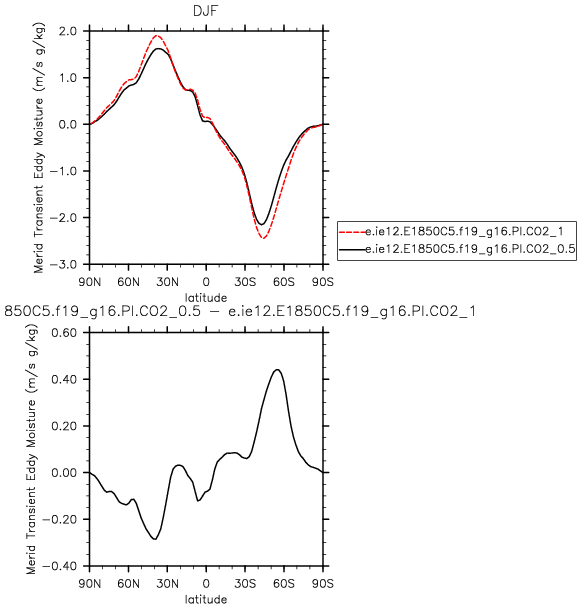 DJF
Merid Transient Eddy Moisture (m/s g/kg)
2.0
1.0
0.0
−1.0
−2.0
−3.0
90N 60N 30N 0 30S 60S 90S
latitude
e.ie12.E1850C5.f19_g16.PI.CO2_1
e.ie12.E1850C5.f19_g16.PI.CO2_0.5
850C5.f19_g16.PI.CO2_0.5 − e.ie12.E1850C5.f19_g16.PI.CO2_1
Merid Transient Eddy Moisture (m/s g/kg)
0.60
0.40
0.20
0.00
−0.20
−0.40
90N 60N 30N 0 30S 60S 90S
latitude